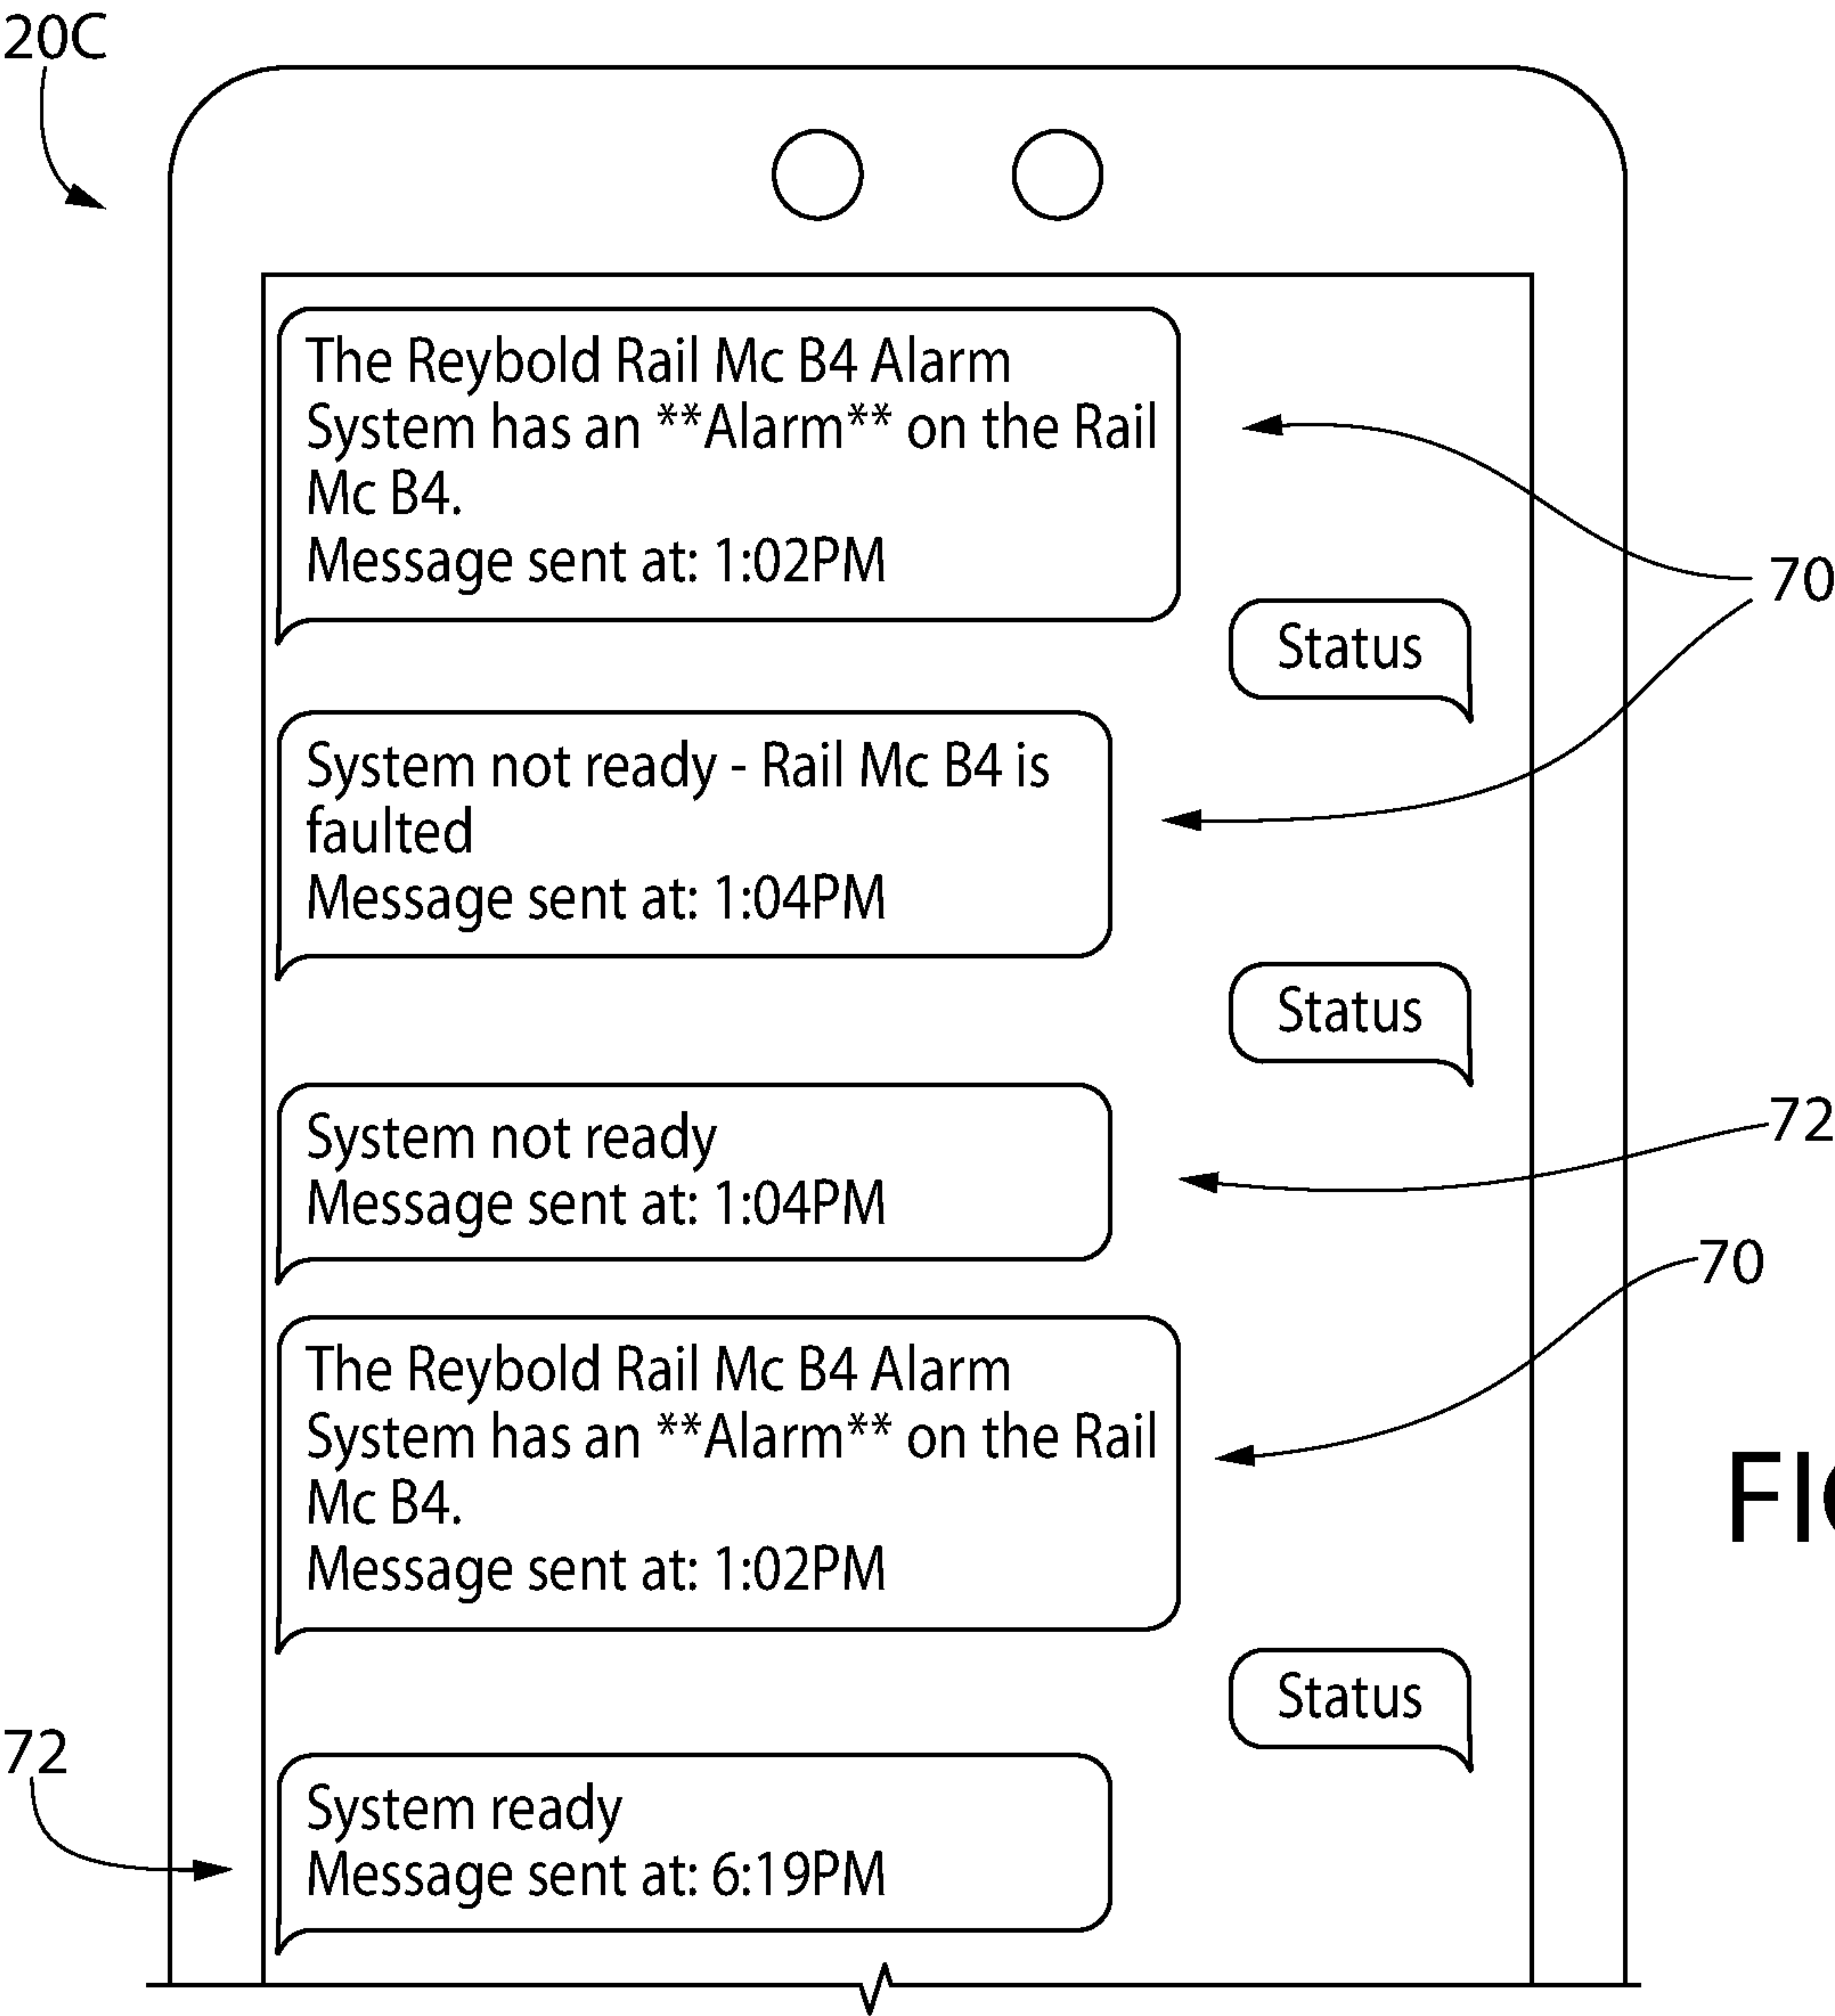 20C
The Reybold Rail Mc B4 Alarm
System has an **Alarm** on the Rail
Mc B4.
Message sent at: 1:02PM
70
Status
System not ready - Rail Mc B4 is
faulted
Message sent at: 1:04PM
Status
72
System not ready
Message sent at: 1:04PM
70
The Reybold Rail Mc B4 Alarm
System has an **Alarm** on the Rail
Mc B4.
Message sent at: 1:02PM
Status
72
System ready
Message sent at: 6:19PM